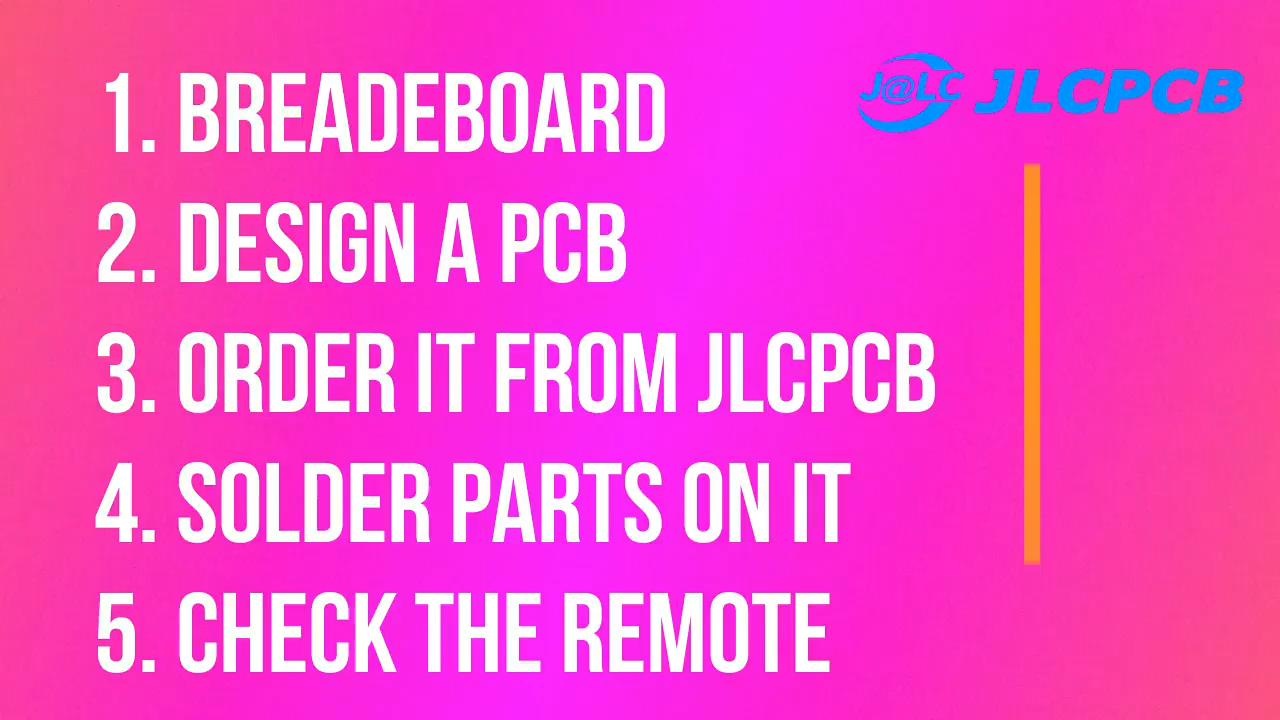 1. BREADEBOARD
J@LC JLCPCB
2. DESIGN A PCB
3. ORDER IT FROM JLCPCB
4. SOLDER PARTS ON IT
5. CHECK THE REMOTE